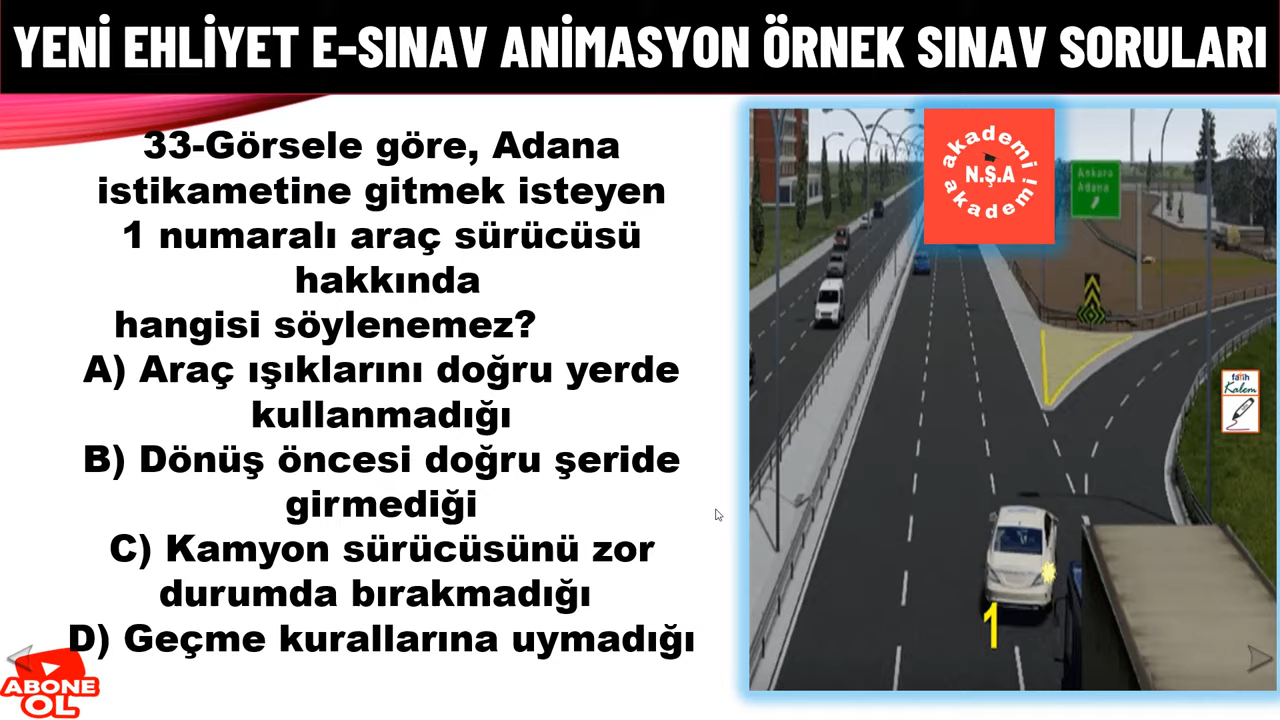 YENİ EHLİYET E-SINAV ANİMASYON ÖRNEK SINAV SORULARI
33-Görsele göre, Adana
istikametine gitmek isteyen
1 numaralı araç sürücüsü
hakkında
hangisi söylenemez?
A) Araç ışıklarını doğru yerde
kullanmadığı
B) Dönüş öncesi doğru şeride
girmediği
C) Kamyon sürücüsünü zor
durumda bırakmadığı
D) Geçme kurallarına uymadığı
ABONE
OL
akademi
N.Ş.A
akademi
Ankara
Adana
fatih
Kalem
1